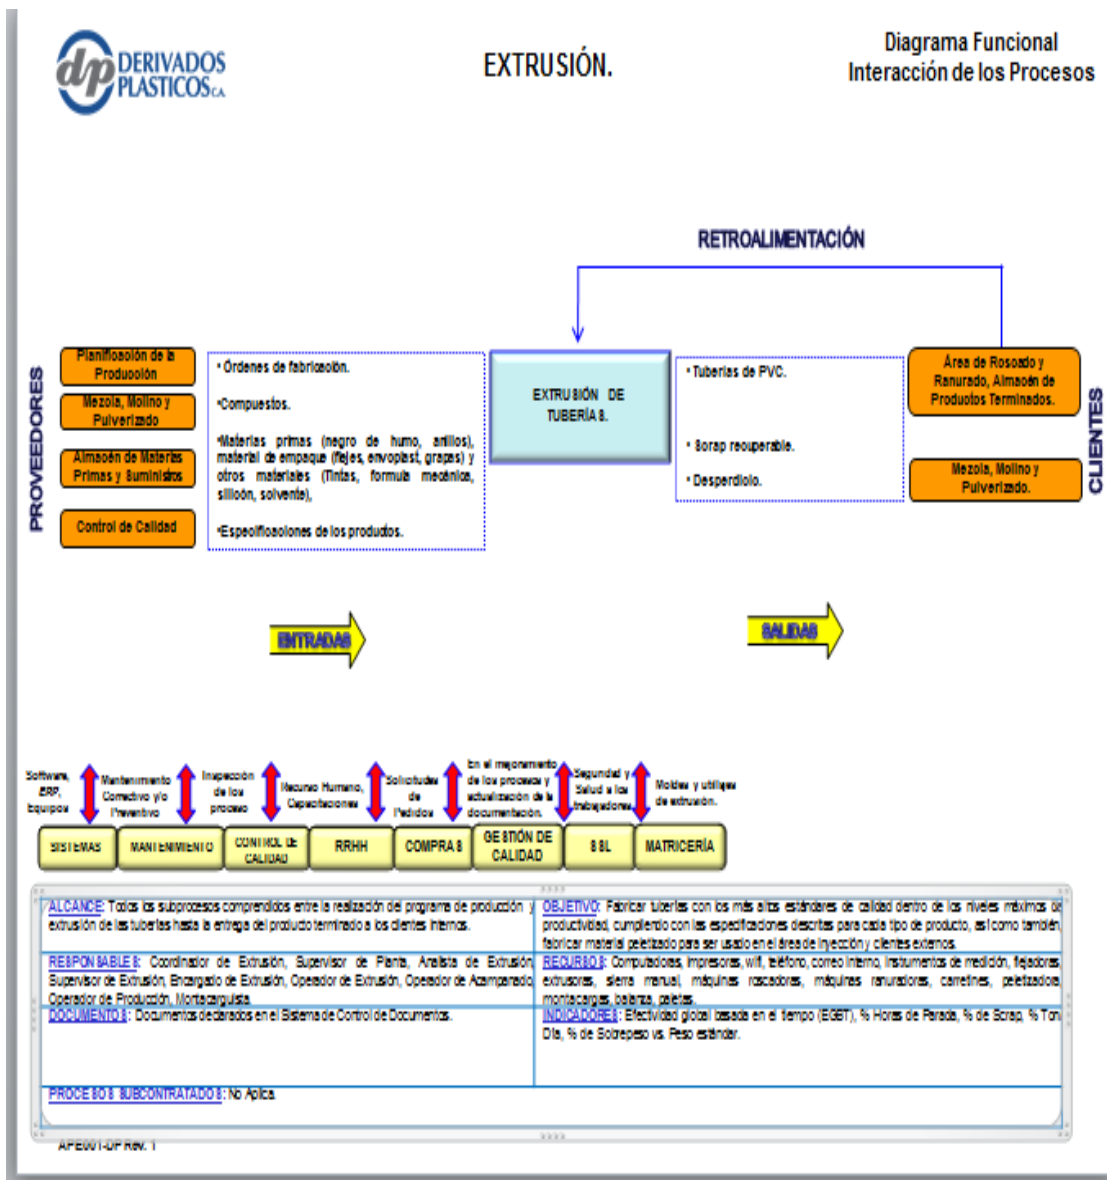 dp DERIVADOS
PLASTICOS C.A.
EXTRUSIÓN.
Diagrama Funcional
Interacción de los Procesos
RETROALIMENTACIÓN
PROVEEDORES
Planificación de la
Producción
Mezcla, Molino y
Pulverizado
Almacén de Materias
Primas y Suministros
Control de Calidad
• Órdenes de fabricación.
•Compuestos.
•Materias primas (negro de humo, anillos),
material de empaque (flejes, envoplast, grapas) y
otros materiales (Tintas, formula mecánica,
silicón, solvente),
•Especificaciones de los productos.
EXTRUSIÓN DE
TUBERÍAS.
• Tuberías de PVC.
• Scrap recuperable.
• Desperdicio.
Área de Roscado y
Ranurado, Almacén de
Productos Terminados.
Mezcla, Molino y
Pulverizado.
CLIENTES
ENTRADAS
SALIDAS
Software,
ERP,
Equipos
Mantenimiento
Correctivo y/o
Preventivo
Inspección
de los
proceso
Recurso Humano,
Capacitaciones
Solicitudes
de
Pedidos
En el mejoramiento
de los procesos y
actualización de la
documentación.
Seguridad y
Salud a los
trabajadores
Moldes y utillajes
de extrusión.
SISTEMAS
MANTENIMIENTO
CONTROL DE
CALIDAD
RRHH
COMPRAS
GESTIÓN DE
CALIDAD
SSL
MATRICERÍA
ALCANCE: Todos los subprocesos comprendidos entre la realización del programa de producción y
extrusión de las tuberías hasta la entrega del producto terminado a los clientes internos.
OBJETIVO: Fabricar tuberías con los más altos estándares de calidad dentro de los niveles máximos de
productividad, cumpliendo con las especificaciones descritas para cada tipo de producto, así como también,
fabricar material peletizado para ser usado en el área de Inyección y clientes externos.
RESPONSABLES: Coordinador de Extrusión, Supervisor de Planta, Analista de Extrusión,
Supervisor de Extrusión, Encargado de Extrusión, Operador de Extrusión, Operador de Acampanado,
Operador de Producción, Montacarguista.
RECURSOS: Computadoras, Impresoras, wifi, teléfono, correo Interno, Instrumentos de medición, flejadoras,
extrusoras, sierra manual, máquinas roscadoras, máquinas ranuradoras, carretines, peletizadora,
montacargas, balanza, paletas.
DOCUMENTOS: Documentos declarados en el Sistema de Control de Documentos.
INDICADORES: Efectividad global basada en el tiempo (EGBT), % Horas de Parada, % de Scrap, % Ton
Día, % de Sobrepeso vs. Peso estándar.
PROCESOS SUBCONTRATADOS: No Aplica.
APE001-DP Rev. 1